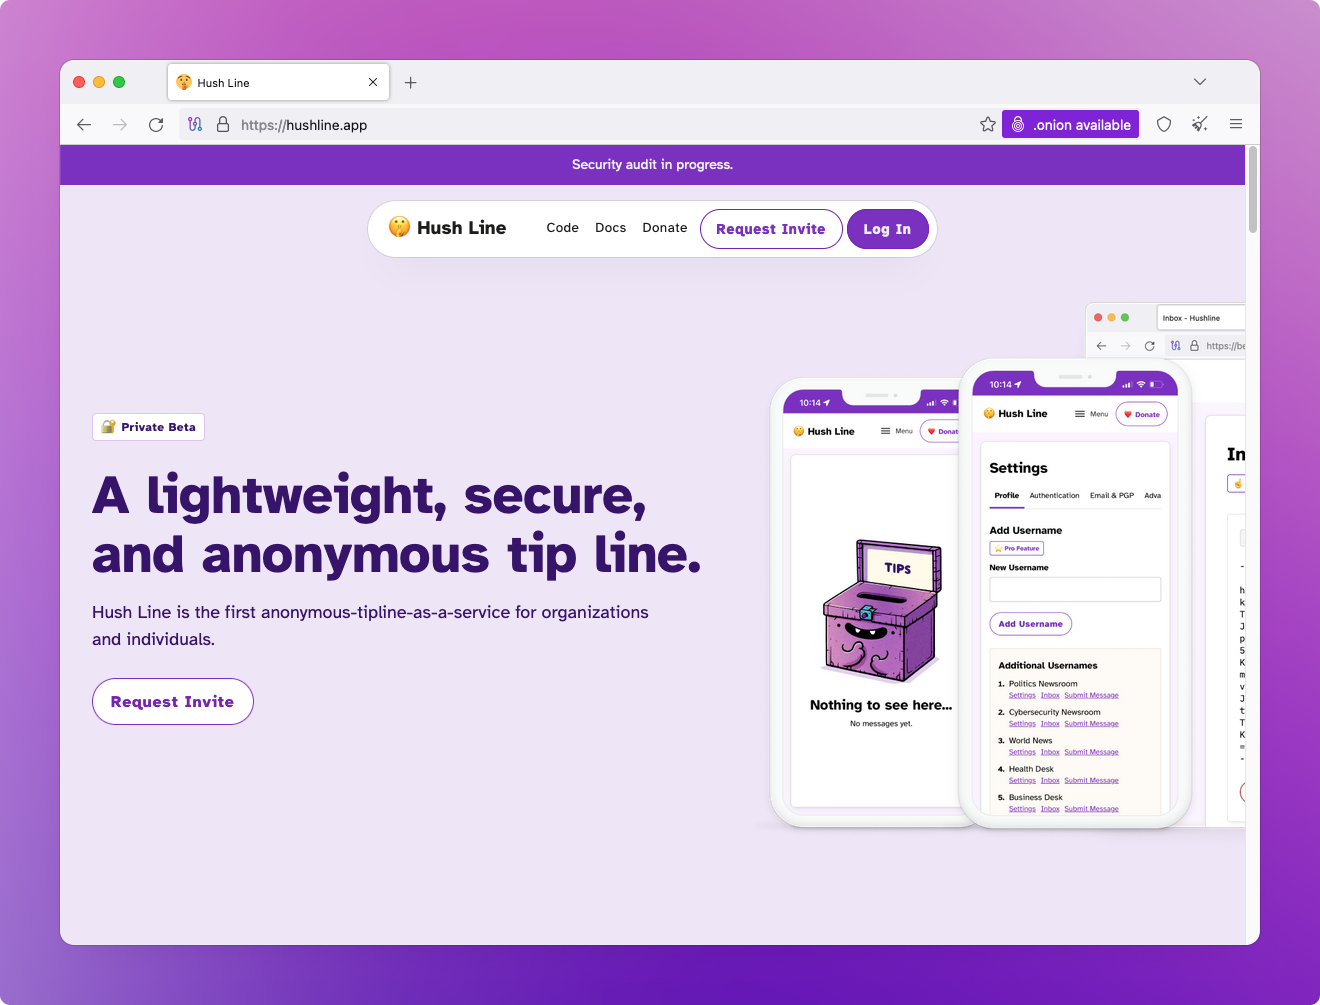 Hush Line
https://hushline.app
.onion available
Security audit in progress.
Hush Line
Code
Docs
Donate
Request Invite
Log In
Private Beta
A lightweight, secure,
and anonymous tip line.
Hush Line is the first anonymous-tipline-as-a-service for organizations
and individuals.
Request Invite
10:14
Hush Line
Menu
TIPS
Nothing to see here...
No messages yet.
10:14
Hush Line
Menu
Donate
Settings
Profile
Authentication
Email & PGP
Adva
Add Username
Pro Feature
New Username
Add Username
Additional Usernames
1. Politics Newsroom
Settings Inbox Submit Message
2. Cybersecurity Newsroom
Settings Inbox Submit Message
3. World News
Settings Inbox Submit Message
4. Health Desk
Settings Inbox Submit Message
5. Business Desk
Settings Inbox Submit Message
Inbox - Hushline
https://be
In
h
k
T
J
p
5
K
m
v
J
t
T
K
=
-